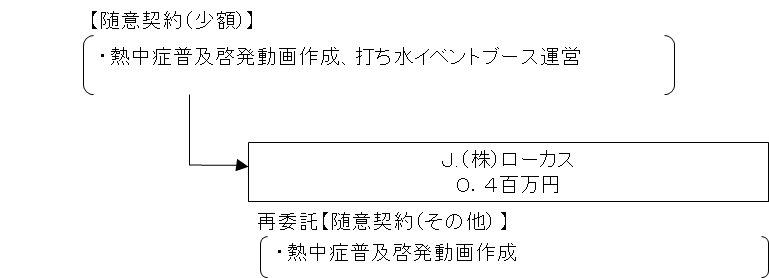 【随意契約(少額)】
・熱中症普及啓発動画作成、打ち水イベントブース運営
J.(株)ローカス
0.4百万円
再委託【随意契約(その他) 】
・熱中症普及啓発動画作成